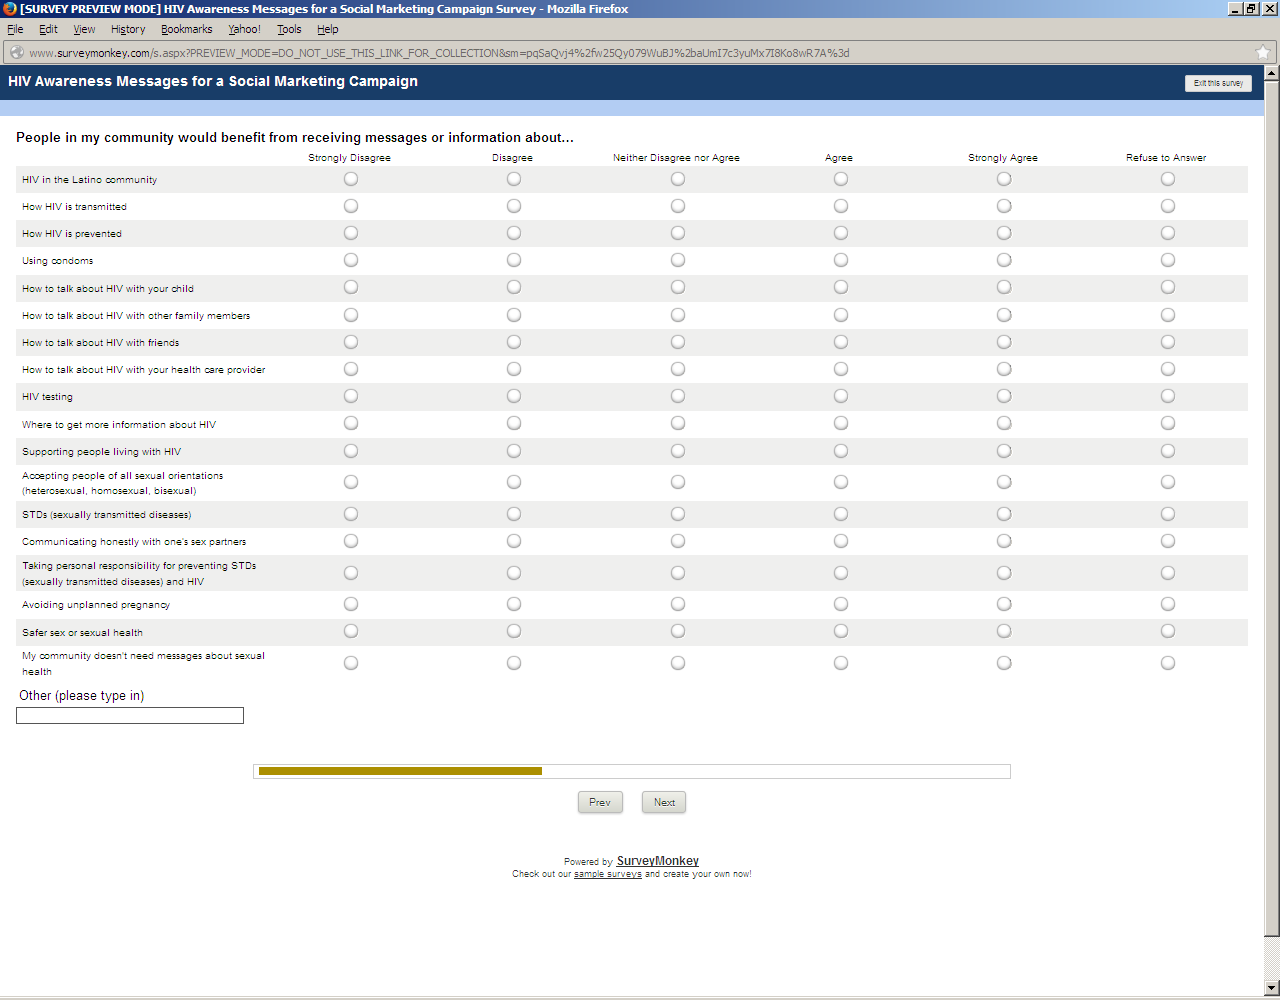 [SURVEY PREVIEW MODE] HIV Awareness Messages for a Social Marketing Campaign Survey - Mozilla Firefox
File Edit View History Bookmarks Yahoo! Tools Help
www.surveymonkey.com/s.aspx?PREVIEW_MODE=DO_NOT_USE_THIS_LINK_FOR_COLLECTION&sm=pqSaQvj4%2fw25Qy079WuBJ%2baUmI7c3yuMx7I8Ko8wR7A%3d
HIV Awareness Messages for a Social Marketing Campaign
Exit this survey
People in my community would benefit from receiving messages or information about...
Strongly Disagree Disagree Neither Disagree nor Agree Agree Strongly Agree Refuse to Answer
HIV in the Latino community
How HIV is transmitted
How HIV is prevented
Using condoms
How to talk about HIV with your child
How to talk about HIV with other family members
How to talk about HIV with friends
How to talk about HIV with your health care provider
HIV testing
Where to get more information about HIV
Supporting people living with HIV
Accepting people of all sexual orientations
(heterosexual, homosexual, bisexual)
STDs (sexually transmitted diseases)
Communicating honestly with one's sex partners
Taking personal responsibility for preventing STDs
(sexually transmitted diseases) and HIV
Avoiding unplanned pregnancy
Safer sex or sexual health
My community doesn't need messages about sexual
health
Other (please type in)
Prev Next
Powered by SurveyMonkey
Check out our sample surveys and create your own now!